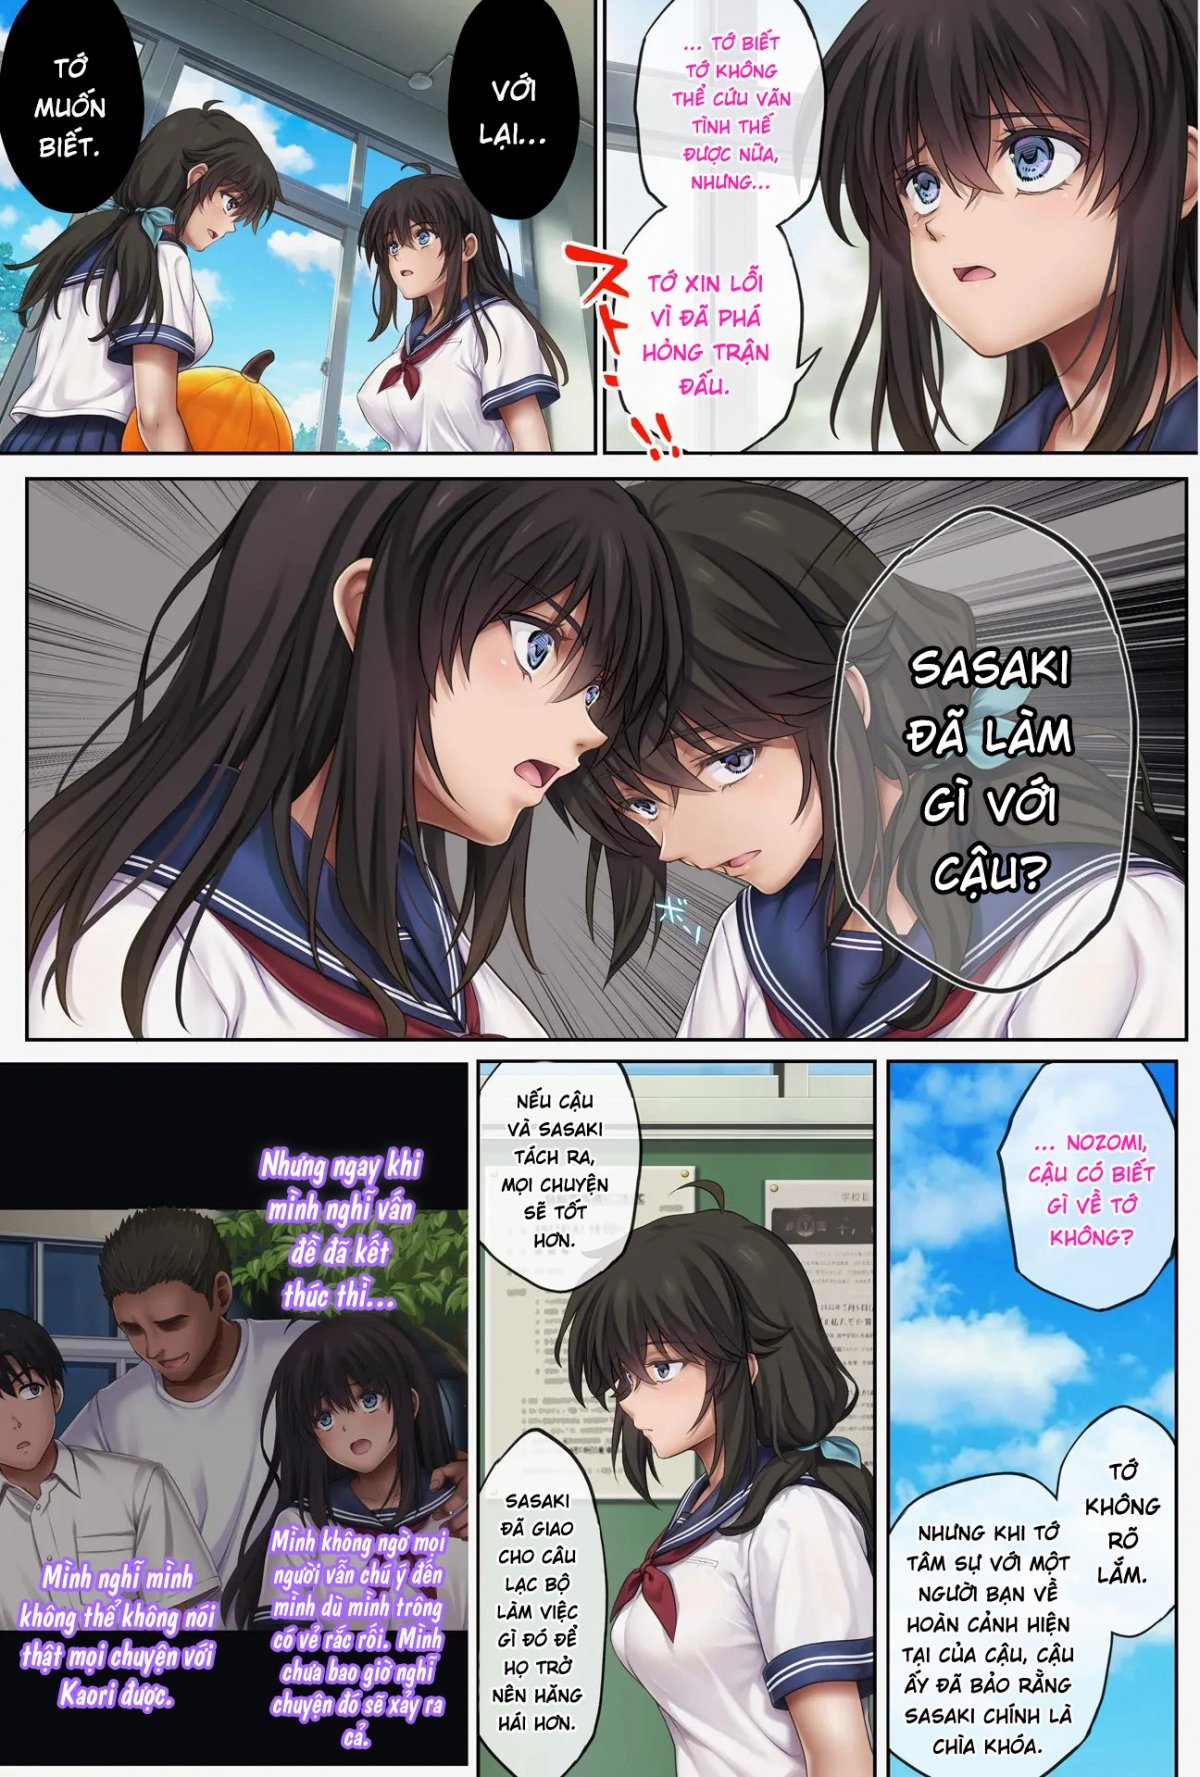 ... TỚ BIẾT
TỚ KHÔNG
THỂ CỨU VÃN
TÌNH THẾ
ĐƯỢC NỮA,
NHƯNG...
TỚ XIN LỖI
VÌ ĐÃ PHÁ
HỎNG TRẬN
ĐẤU.
VỚI
LẠI...
TỚ
MUỐN
BIẾT.
ストン!!
SASAKI
ĐÃ LÀM
GÌ VỚI
CẬU?
... NOZOMI,
CẬU CÓ BIẾT
GÌ VỀ TỚ
KHÔNG?
TỚ
KHÔNG
RÕ
LẮM.
NHƯNG KHI TỚ
TÂM SỰ VỚI MỘT
NGƯỜI BẠN VỀ
HOÀN CẢNH HIỆN
TẠI CỦA CẬU, CẬU
ẤY ĐÃ BẢO RẰNG
SASAKI CHÍNH LÀ
CHÌA KHÓA.
NẾU CẬU
VÀ SASAKI
TÁCH RA,
MỌI CHUYỆN
SẼ TỐT
HƠN.
SASAKI
ĐÃ GIAO
CHO CÂU
LẠC BỘ
LÀM VIỆC
GÌ ĐÓ ĐỂ
HỌ TRỞ
NÊN HĂNG
HÁI HƠN.
Nhưng ngay khi
mình nghĩ vấn
đề đã kết
thúc thì...
Mình không ngờ mọi
người vẫn chú ý đến
mình dù mình trông
có vẻ rắc rối. Mình
chưa bao giờ nghĩ
chuyện đó sẽ xảy ra
cả.
Mình nghĩ mình
không thể không nói
thật mọi chuyện với
Kaori được.